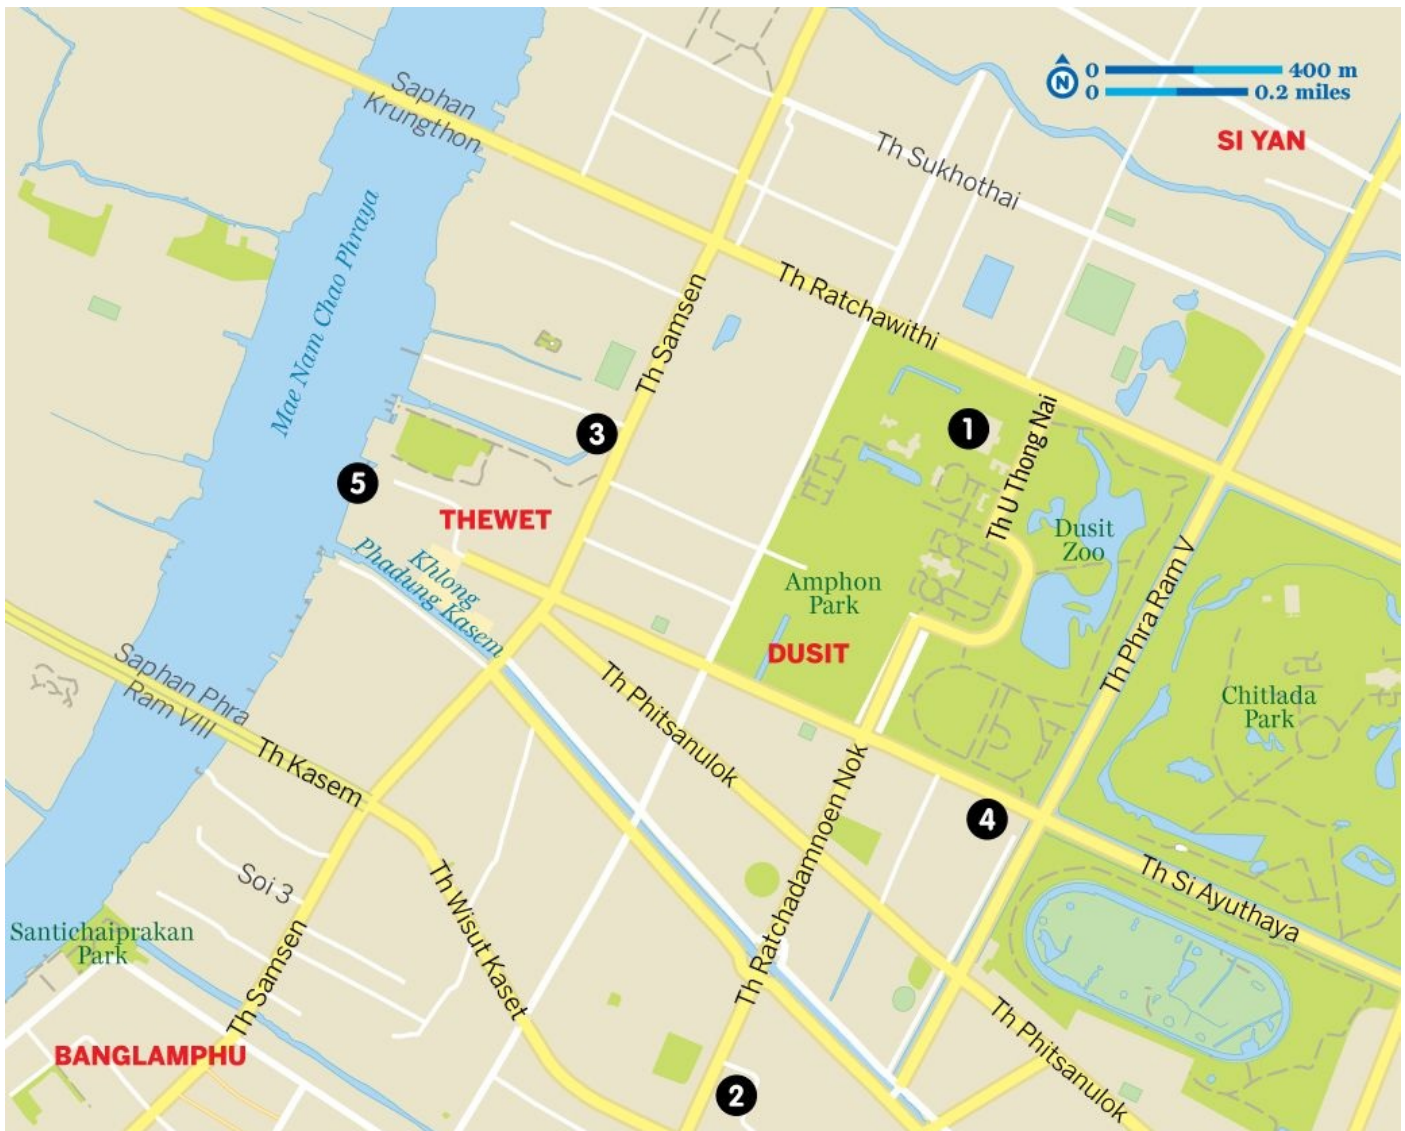 Saphan
Krungthon
N
0 400 m
0 0.2 miles
SI YAN
Th Sukhothai
Mae Nam Chao Phraya
Th Samsen
Th Ratchawithi
3
1
Th U Thong Nai
5
THEWET
Dusit
Zoo
Khlong
Phadung Kasem
Amphon
Park
DUSIT
Th Phra Ram V
Saphan Phra
Ram VIII
Th Kasem
Th Phitsanulok
Chitlada
Park
Th Ratchadamnoen Nok
4
Soi 3
Th Wisut Kaset
Th Si Ayuthaya
Santichaiprakan
Park
Th Samsen
BANGLAMPHU
Th Phitsanulok
2